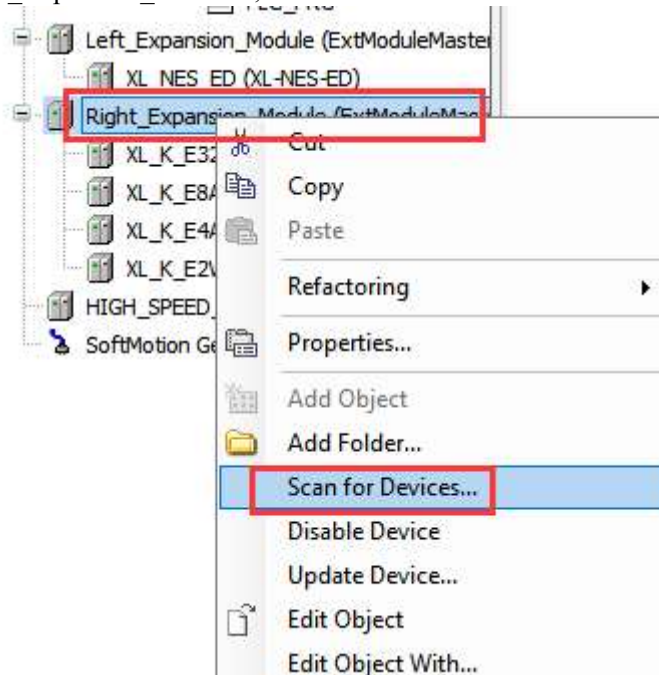 Left_Expansion_Module (ExtModuleMaster
XL_NES_ED (XL-NES-ED)
Right_Expansion_Module (ExtModuleMas
XL_K_E32
XL_K_E8A
XL_K_E4A
XL_K_E2
HIGH_SPEED_
SoftMotion Ge
Cut
Copy
Paste
Refactoring
Properties...
Add Object
Add Folder...
Scan for Devices...
Disable Device
Update Device...
Edit Object
Edit Object With...